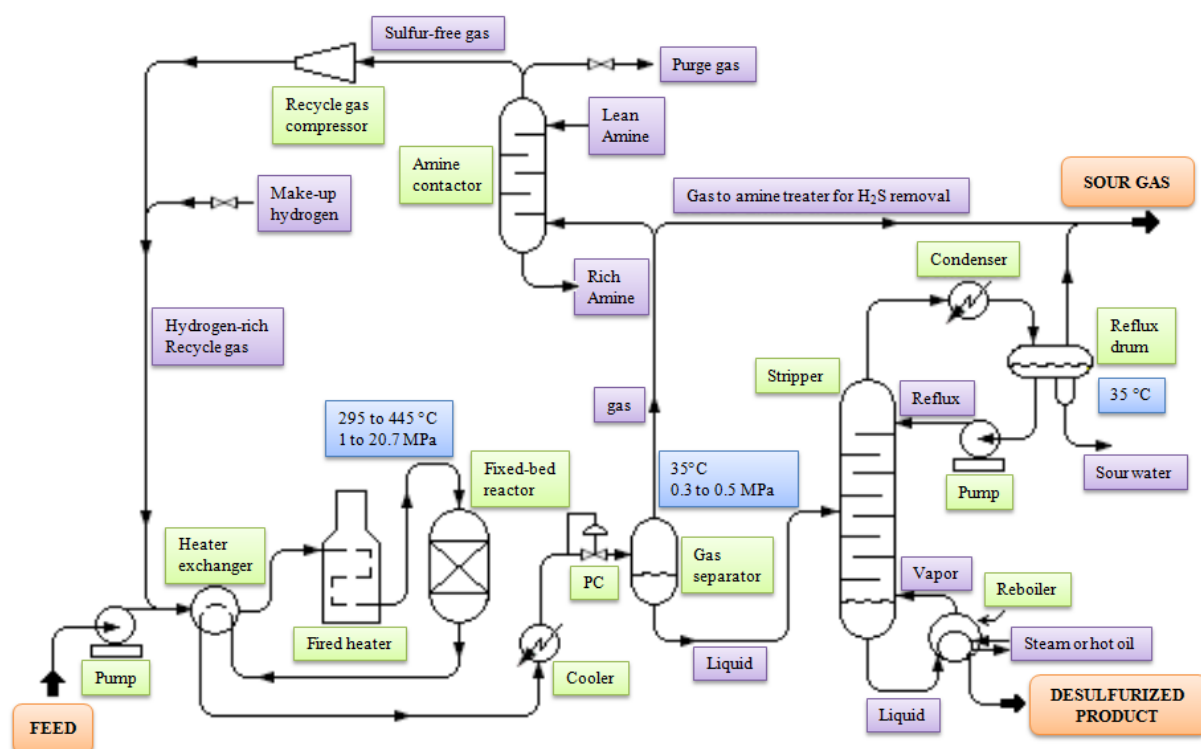 Sulfur-free gas
Purge gas
Recycle gas
compressor
Lean
Amine
Amine
contactor
SOUR GAS
Make-up
hydrogen
Gas to amine treater for H₂S removal
Condenser
Rich
Amine
Hydrogen-rich
Recycle gas
Reflux
drum
Stripper
35 °C
gas
Reflux
295 to 445 °C
1 to 20.7 MPa
Fixed-bed
reactor
35°C
0.3 to 0.5 MPa
Sour water
Pump
Heater
exchanger
PC
Gas
separator
Vapor
Reboiler
Fired heater
Steam or hot oil
Pump
Cooler
Liquid
FEED
Liquid
DESULFURIZED
PRODUCT